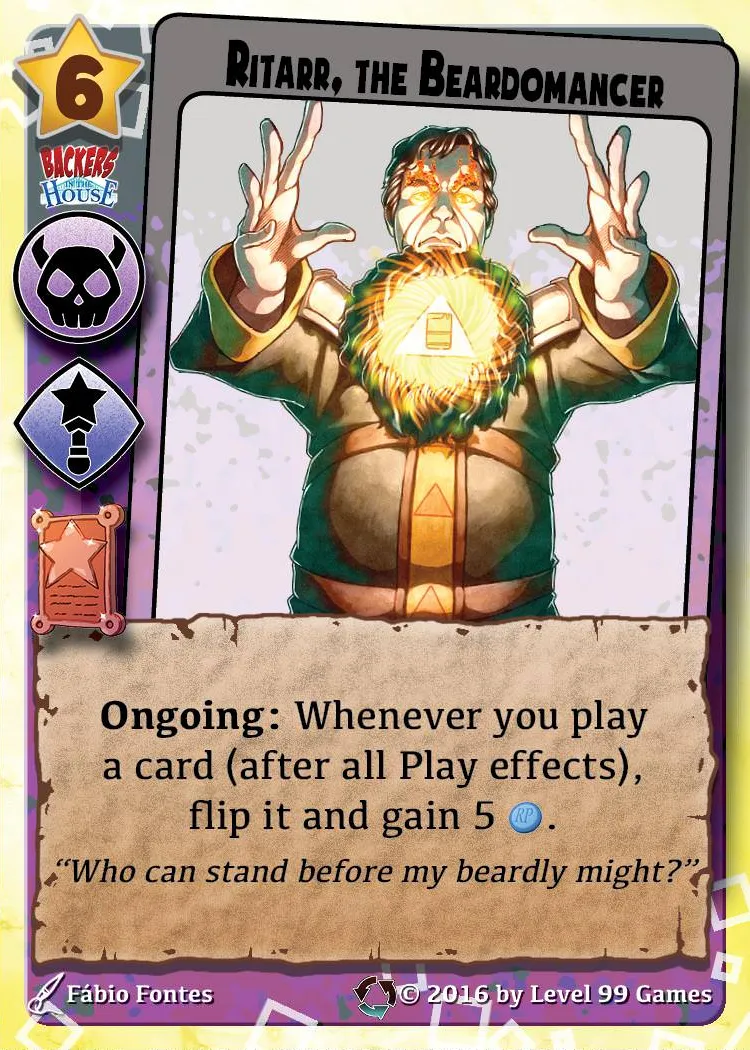 6
RITARR, THE BEARDOMANCER
BACKERS
IN THE
HOUSE
Ongoing: Whenever you play
a card (after all Play effects),
flip it and gain 5 RP.
“Who can stand before my beardly might?”
Fábio Fontes
© 2016 by Level 99 Games